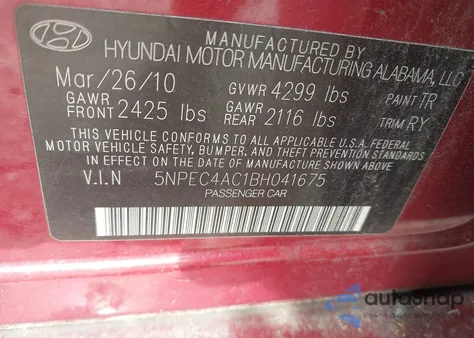 MANUFACTURED BY
HYUNDAI MOTOR MANUFACTURING ALABAMA, LLC
Mar/26/10 GVWR 4299 lbs PAINT TR
GAWR FRONT 2425 lbs GAWR REAR 2116 lbs TRIM RY
THIS VEHICLE CONFORMS TO ALL APPLICABLE U.S.A. FEDERAL
MOTOR VEHICLE SAFETY, BUMPER, AND THEFT PREVENTION STANDARDS
IN EFFECT ON THE DATE OF MANUFACTURE SHOWN ABOVE
V.I.N 5NPEC4AC1BH041675
PASSENGER CAR
autosnap